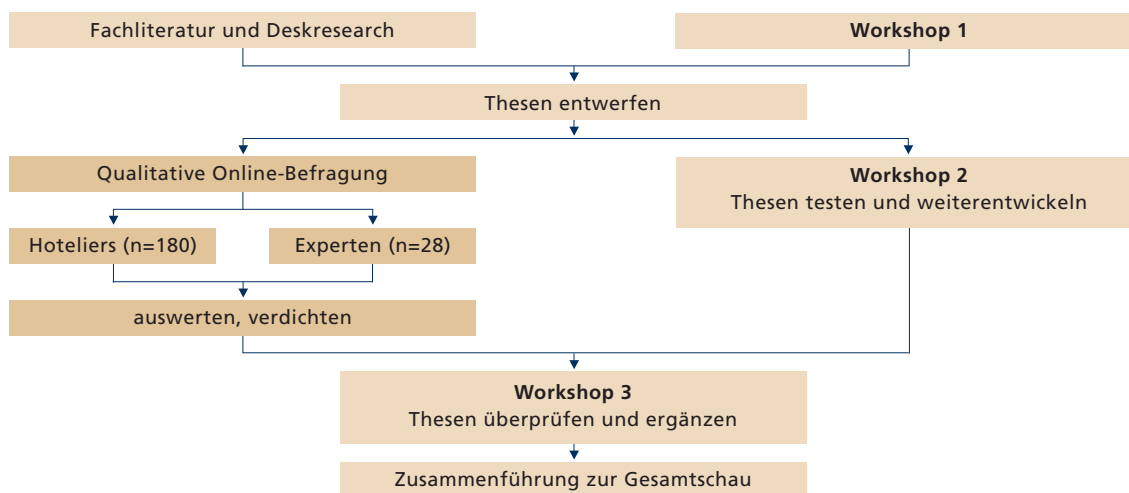 Fachliteratur und Deskresearch
Workshop 1
Thesen entwerfen
Qualitative Online-Befragung
Workshop 2
Thesen testen und weiterentwickeln
Hoteliers (n=180)
Experten (n=28)
auswerten, verdichten
Workshop 3
Thesen überprüfen und ergänzen
Zusammenführung zur Gesamtschau